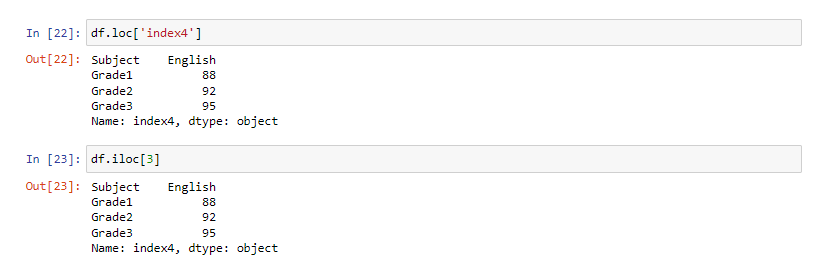 In [22]: df.loc['index4']
Out[22]: Subject    English
Grade1          88
Grade2          92
Grade3          95
Name: index4, dtype: object
In [23]: df.iloc[3]
Out[23]: Subject    English
Grade1          88
Grade2          92
Grade3          95
Name: index4, dtype: object